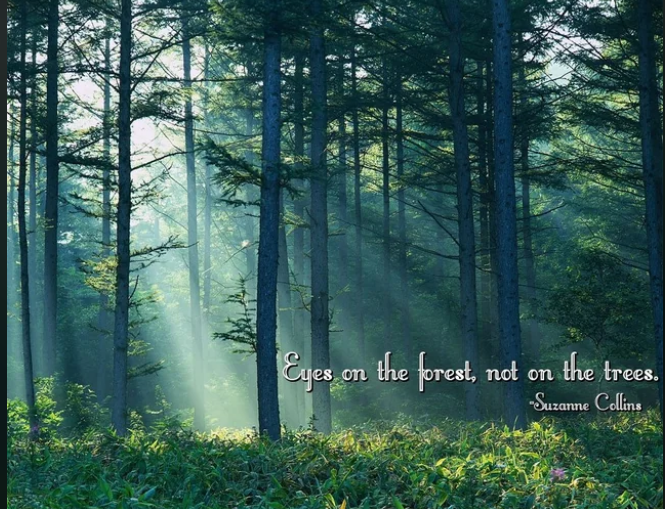 Eyes on the forest, not on the trees.
~Suzanne Collins